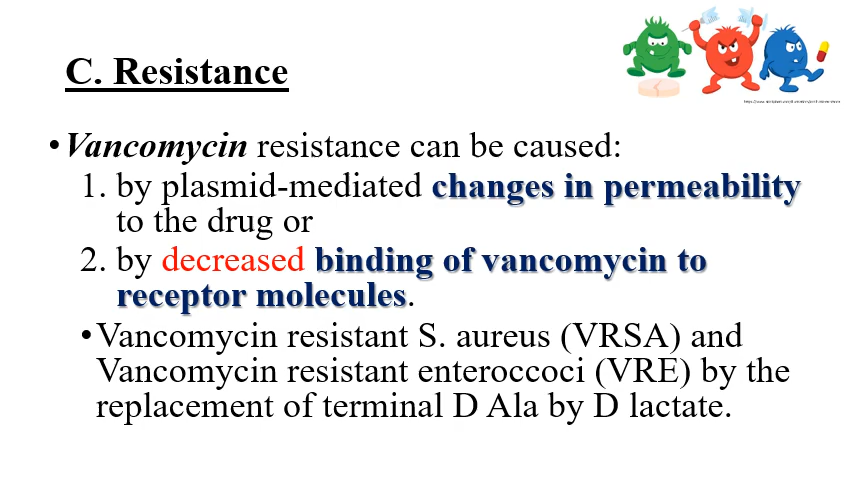 C. Resistance
•Vancomycin resistance can be caused:
1. by plasmid-mediated changes in permeability
to the drug or
2. by decreased binding of vancomycin to
receptor molecules.
•Vancomycin resistant S. aureus (VRSA) and
Vancomycin resistant enteroccoci (VRE) by the
replacement of terminal D Ala by D lactate.